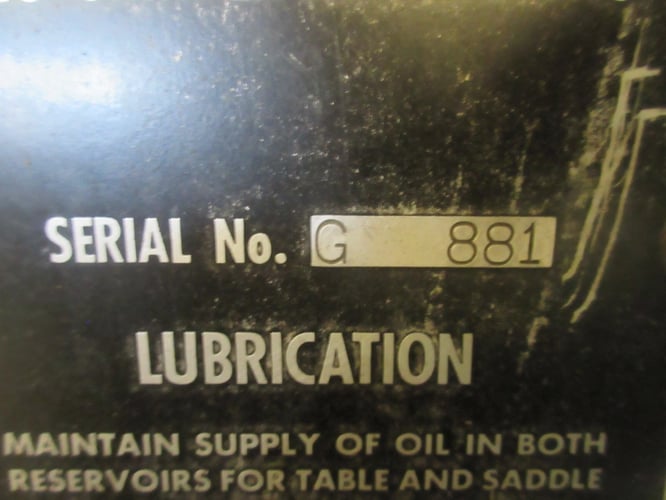 SERIAL No. G 881
LUBRICATION
MAINTAIN SUPPLY OF OIL IN BOTH
RESERVOIRS FOR TABLE AND SADDLE